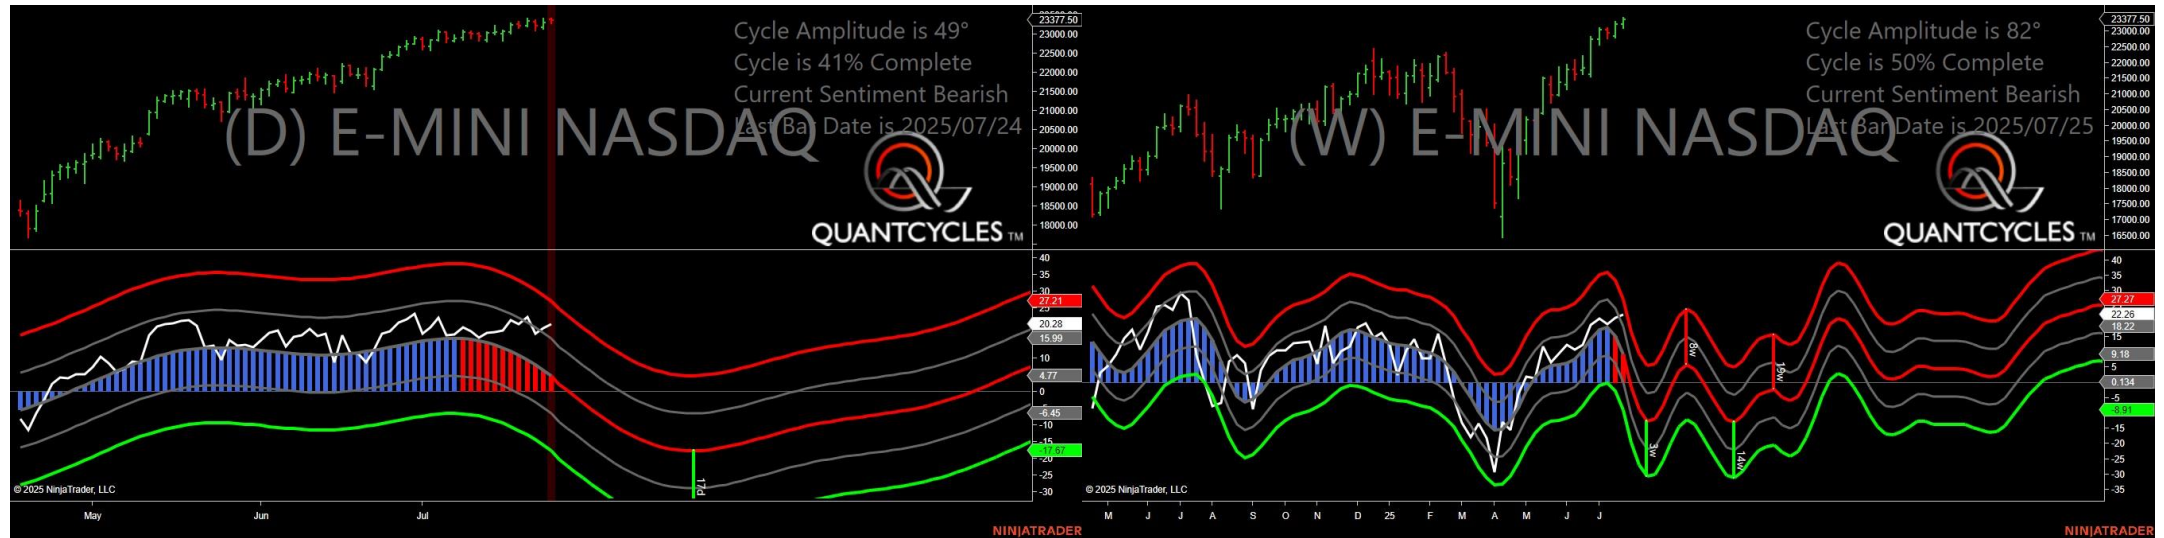 Cycle Amplitude is 49°
Cycle is 41% Complete
Current Sentiment Bearish
Last Bar Date is 2025/07/24
(D) E-MINI NASDAQ
QUANTCYCLES TM
23377.50
23000.00
22500.00
22000.00
21500.00
21000.00
20500.00
20000.00
19500.00
19000.00
18500.00
18000.00
40
35
30
27.21
25
20.28
15.99
10
4.77
0
-5
-6.45
-10
-15
-17.67
-20
-30
17d
© 2025 NinjaTrader, LLC
May
Jun
Jul
NINJATRADER
Cycle Amplitude is 82°
Cycle is 50% Complete
Current Sentiment Bearish
Last Bar Date is 2025/07/25
(W) E-MINI NASDAQ
QUANTCYCLES TM
23377.50
23000.00
22500.00
22000.00
21500.00
21000.00
20500.00
20000.00
19500.00
19000.00
18500.00
18000.00
17500.00
17000.00
16500.00
40
35
27.27
22.26
18.22
15
9.18
5
0.134
-5
-8.91
-15
-20
-25
-30
-35
3w
8w
14w
19w
© 2025 NinjaTrader, LLC
M
J
J
A
S
O
N
D
25
F
M
A
M
J
J
NINJATRADER